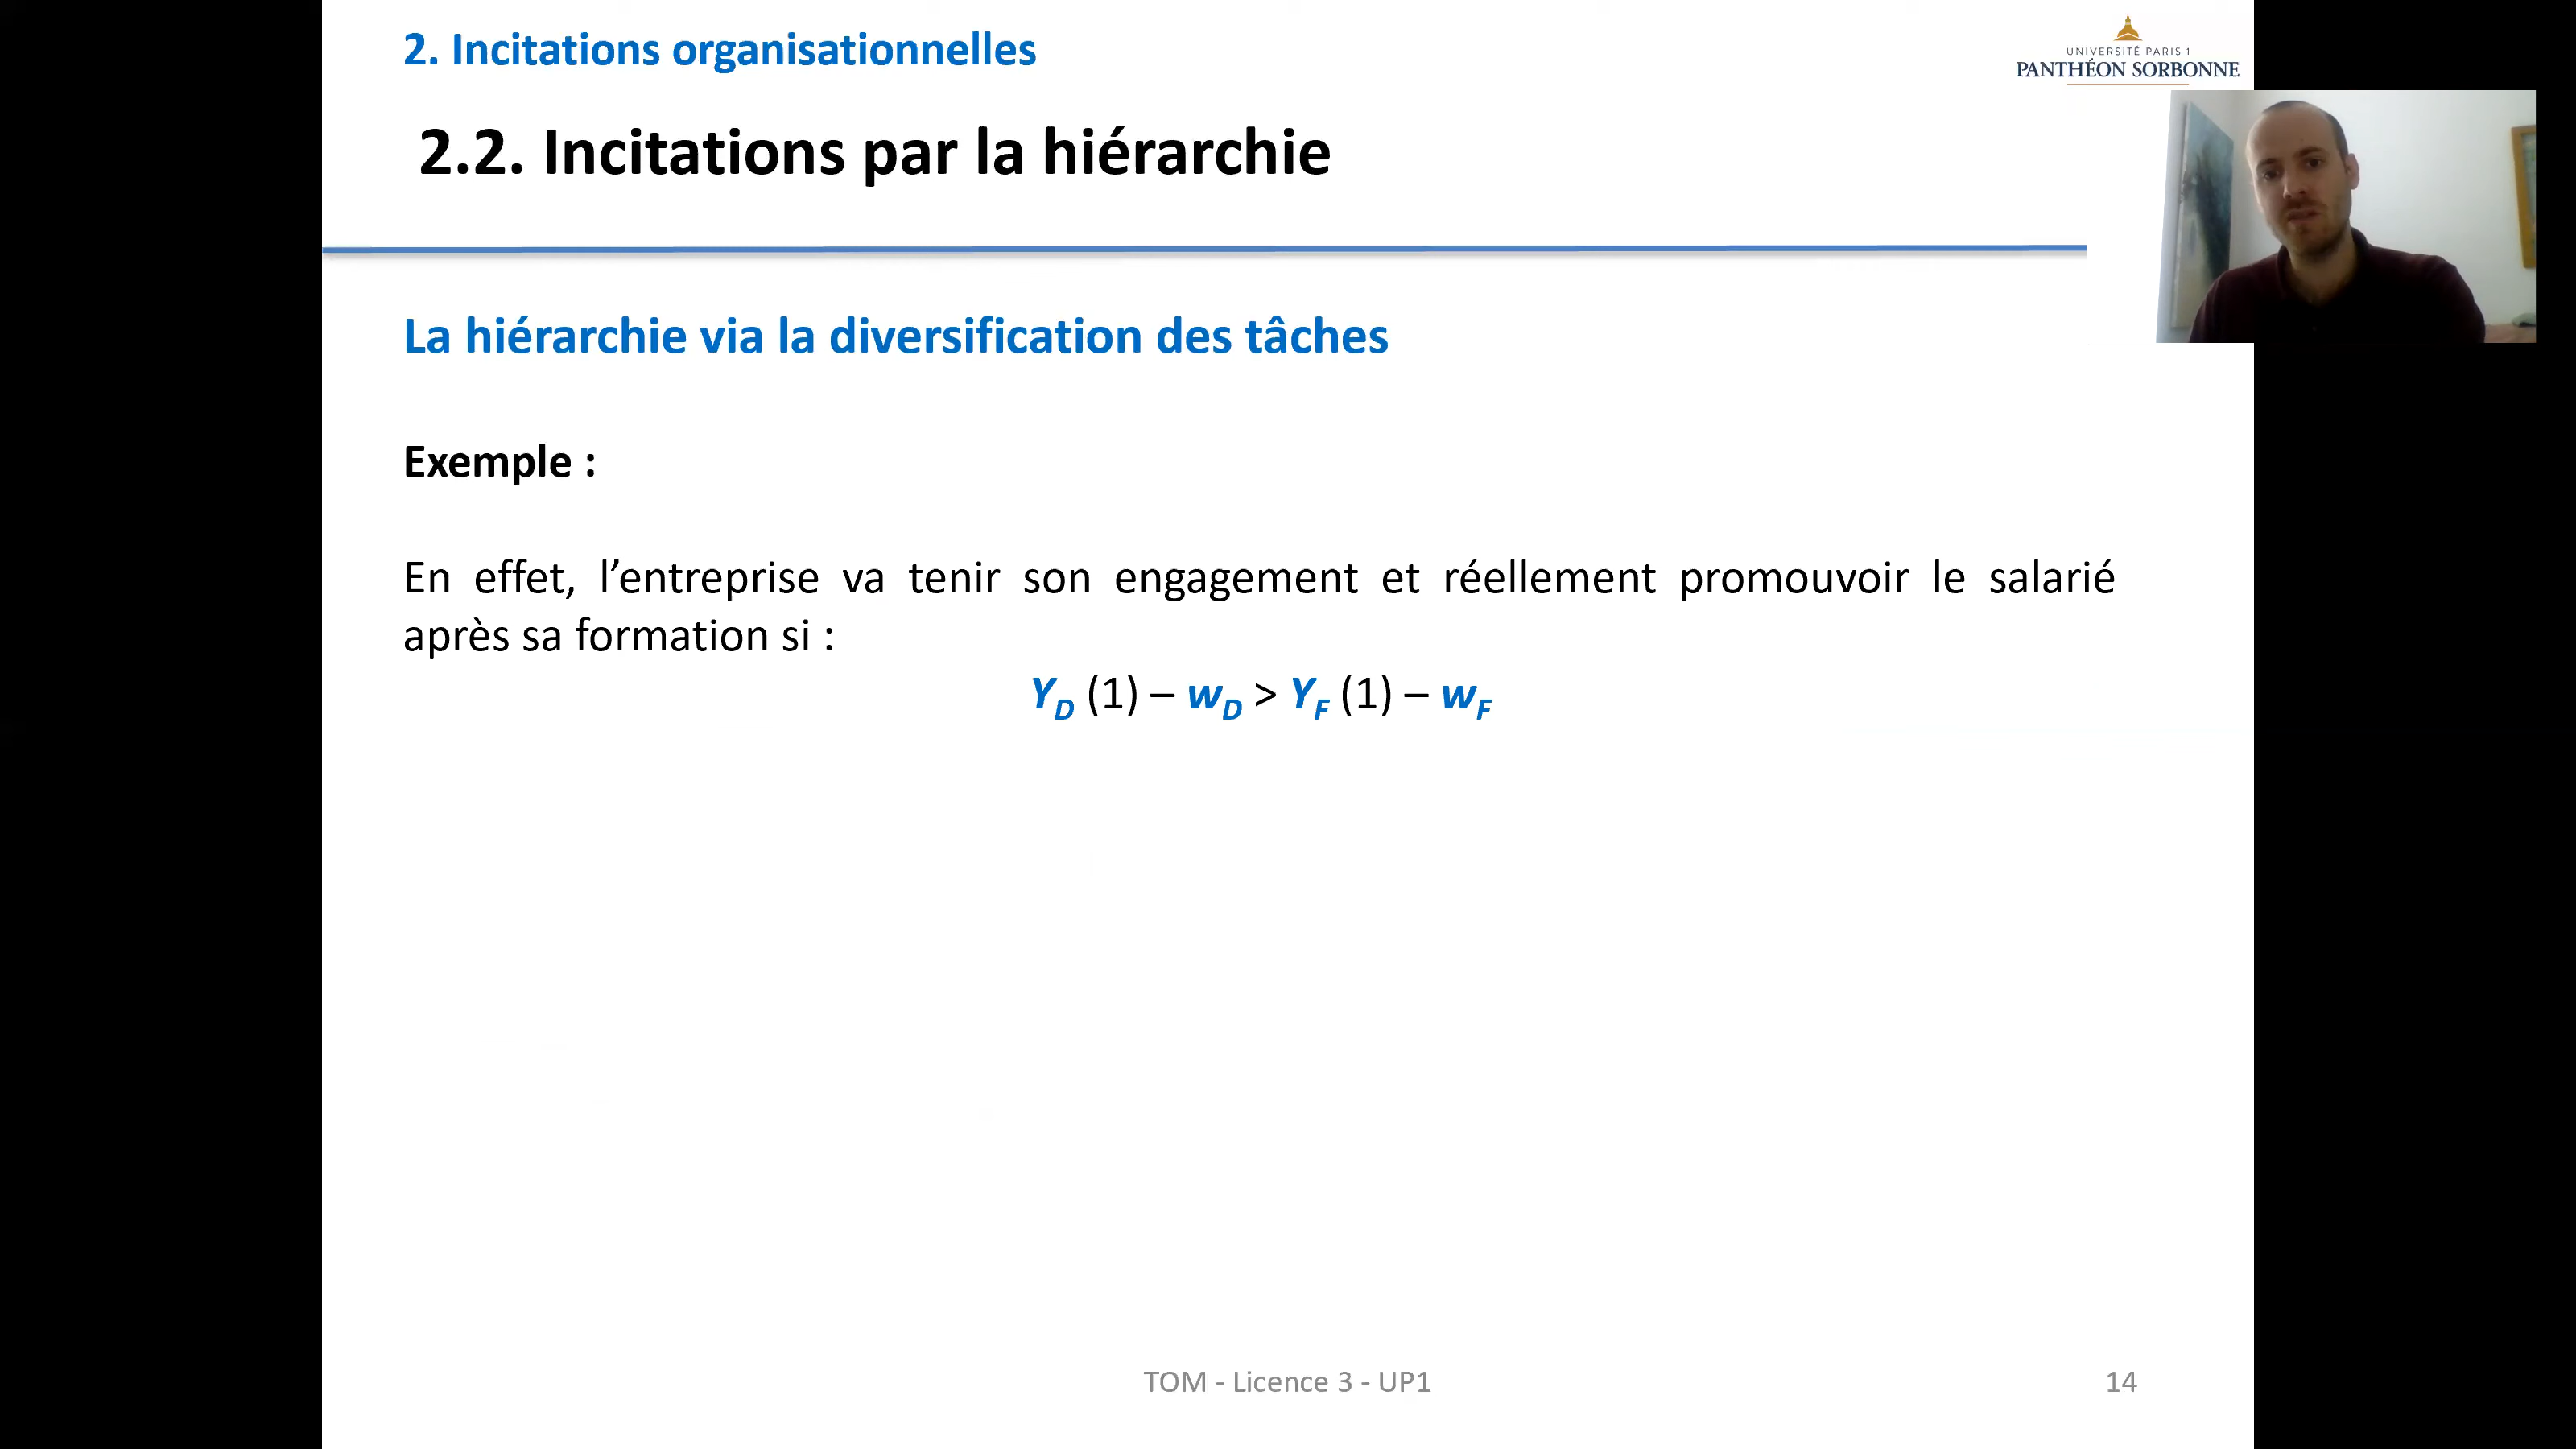 2. Incitations organisationnelles
UNIVERSITÉ PARIS 1
PANTHÉON SORBONNE
2.2. Incitations par la hiérarchie
La hiérarchie via la diversification des tâches
Exemple :
En effet, l’entreprise va tenir son engagement et réellement promouvoir le salarié
après sa formation si :
Y_D (1) – w_D > Y_F (1) – w_F
TOM - Licence 3 - UP1
14